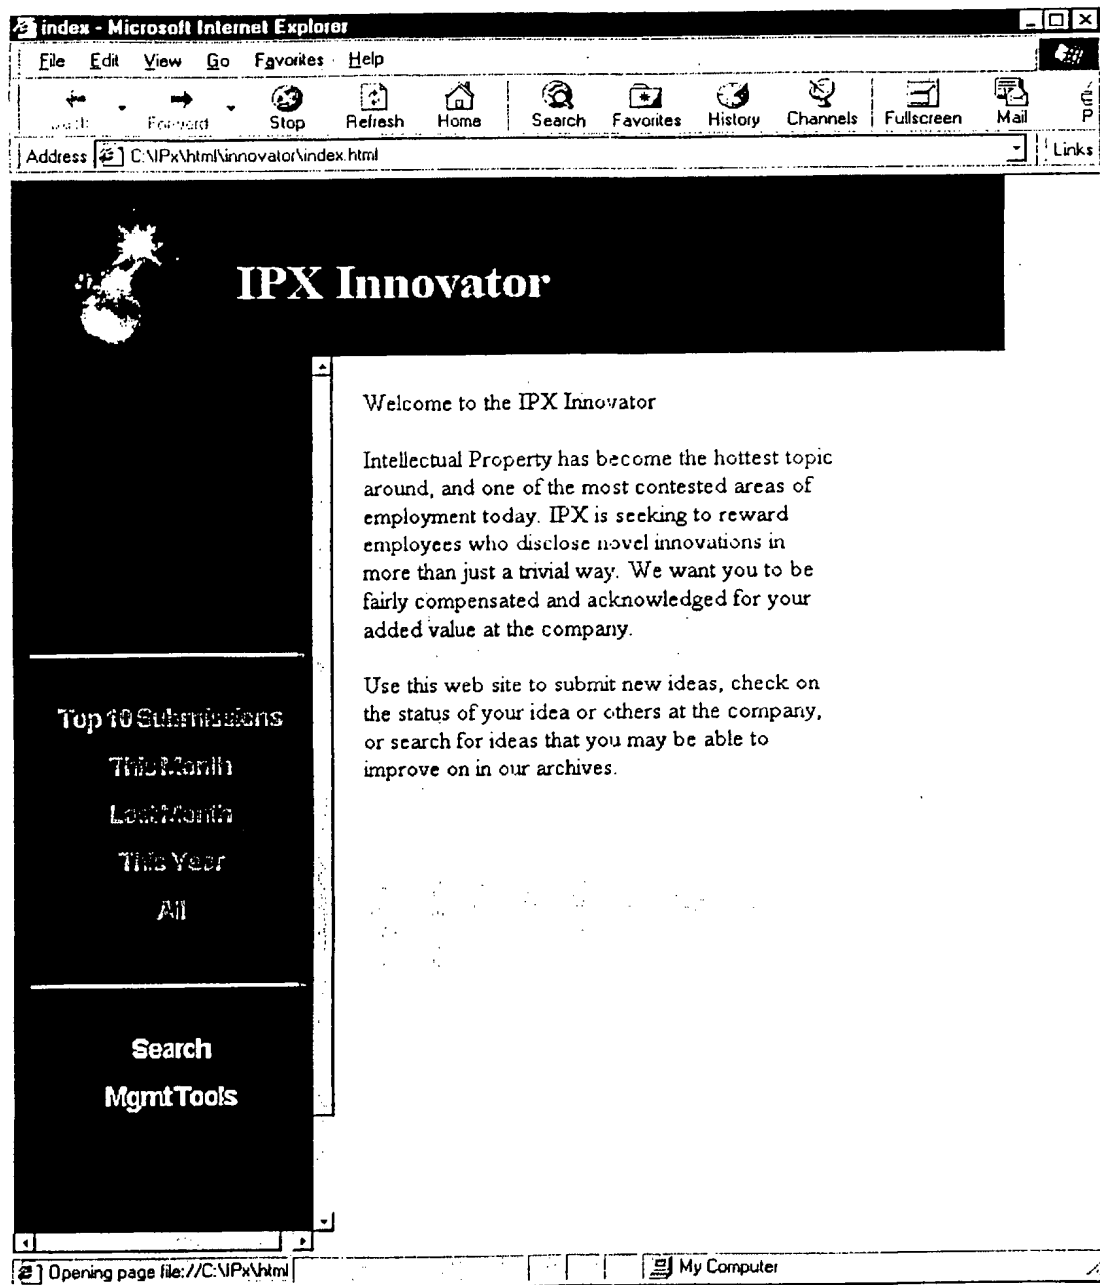 index - Microsoft Internet Explorer
File Edit View Go Favorites Help
Back Forward Stop Refresh Home Search Favorites History Channels Fullscreen Mail P
Address C:\IPx\html\innovator\index.html Links
IPX Innovator
Welcome to the IPX Innovator
Intellectual Property has become the hottest topic
around, and one of the most contested areas of
employment today. IPX is seeking to reward
employees who disclose novel innovations in
more than just a trivial way. We want you to be
fairly compensated and acknowledged for your
added value at the company.
Use this web site to submit new ideas, check on
the status of your idea or others at the company,
or search for ideas that you may be able to
improve on in our archives.
Top 10 Submissions
This Month
Last Month
This Year
All
Search
Mgmt Tools
Opening page file://C:\IPx\html My Computer